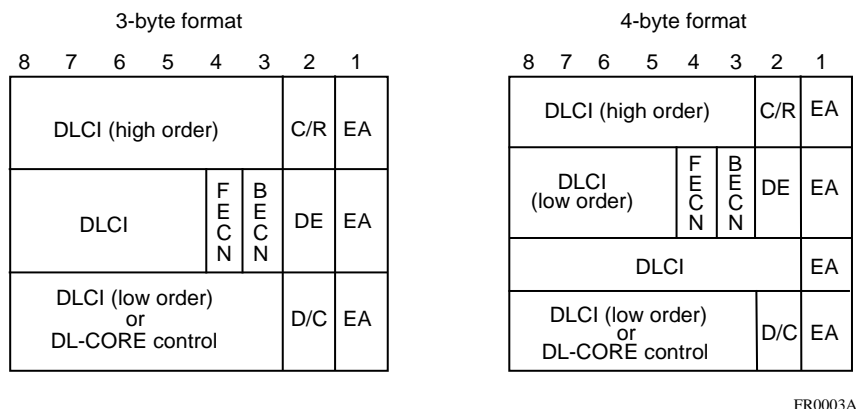 3-byte format
8 7 6 5 4 3 2 1
DLCI (high order) C/R EA
DLCI FECN BECN DE EA
DLCI (low order)
or
DL-CORE control
D/C EA
4-byte format
8 7 6 5 4 3 2 1
DLCI (high order) C/R EA
DLCI
(low order)
FECN BECN DE EA
DLCI EA
DLCI (low order)
or
DL-CORE control
D/C EA
FR0003A